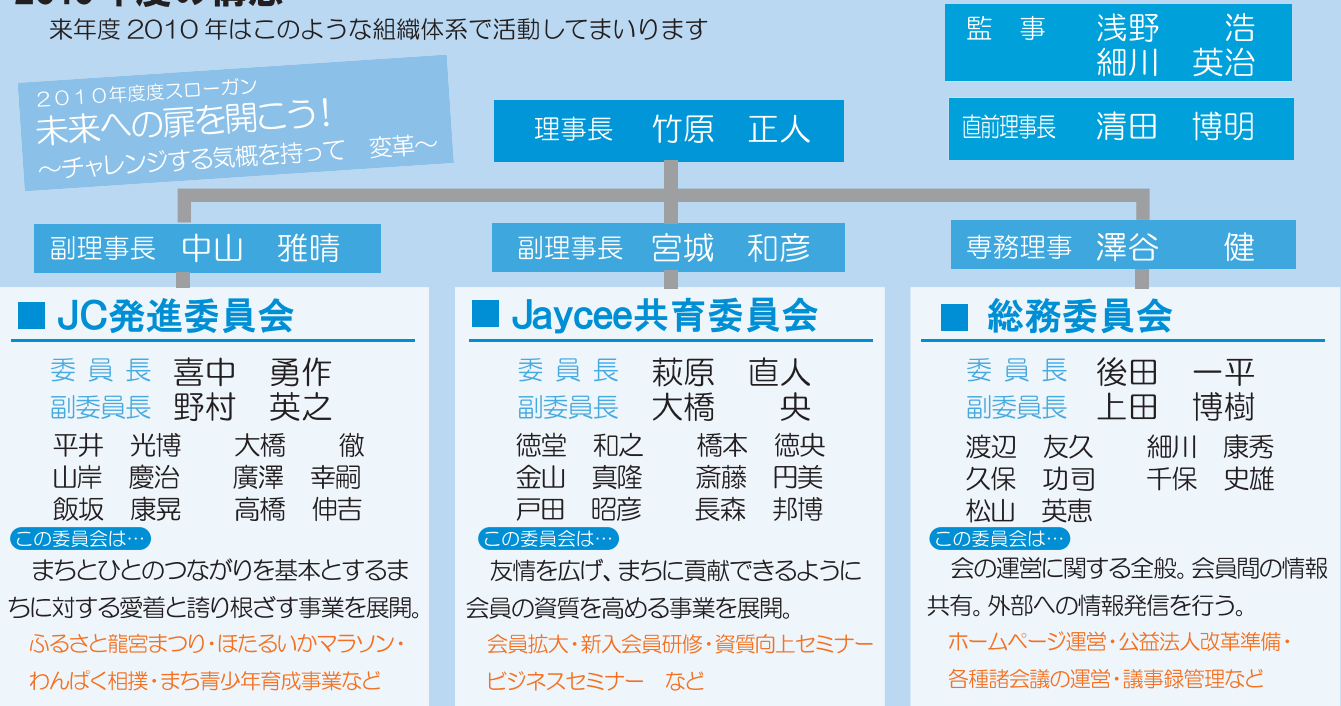 2010年度の構想
来年度2010年はこのような組織体系で活動してまいります
監事 浅野 浩
細川 英治
2010年度度スローガン
未来への扉を開こう!
～チャレンジする気概を持って 変革～
理事長 竹原 正人
直前理事長 清田 博明
副理事長 中山 雅晴
副理事長 宮城 和彦
専務理事 澤谷 健
■ JC発進委員会
委員長 喜中 勇作
副委員長 野村 英之
平井 光博 大橋 徹
山岸 慶治 廣澤 幸嗣
飯坂 康晃 高橋 伸吉
この委員会は…
まちとひとのつながりを基本とするま
ちに対する愛着と誇り根ざす事業を展開。
ふるさと龍宮まつり・ほたるいかマラソン・
わんぱく相撲・まち青少年育成事業など
■ Jaycee共育委員会
委員長 萩原 直人
副委員長 大橋 央
徳堂 和之 橋本 徳央
金山 真隆 斎藤 円美
戸田 昭彦 長森 邦博
この委員会は…
友情を広げ、まちに貢献できるように
会員の資質を高める事業を展開。
会員拡大・新入会員研修・資質向上セミナー
ビジネスセミナー など
■ 総務委員会
委員長 後田 一平
副委員長 上田 博樹
渡辺 友久 細川 康秀
久保 功司 千保 史雄
松山 英恵
この委員会は…
会の運営に関する全般。会員間の情報
共有。外部への情報発信を行う。
ホームページ運営・公益法人改革準備・
各種諸会議の運営・議事録管理など